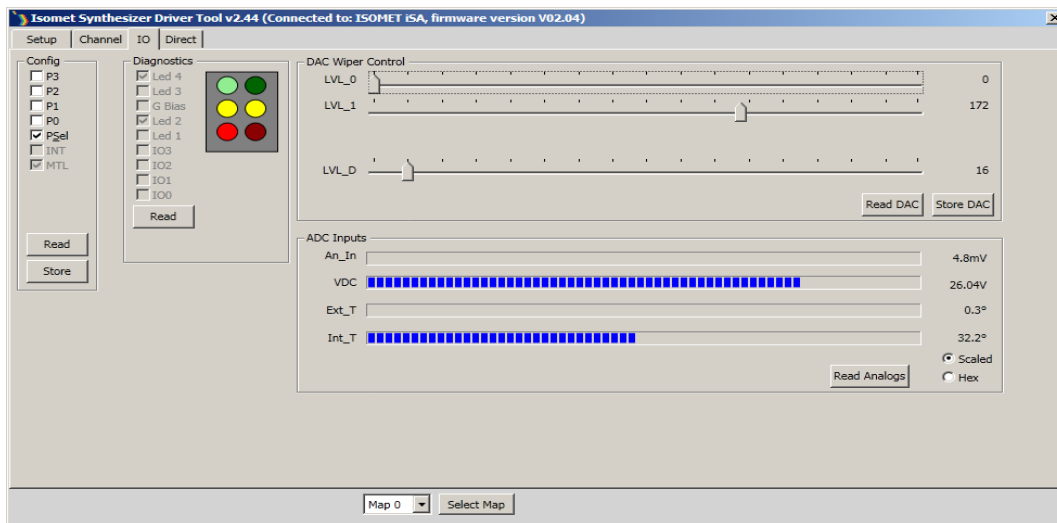 Isomet Synthesizer Driver Tool v2.44 (Connected to: ISOMET iSA, firmware version V02.04)
Setup Channel IO Direct
Config
P3
P2
P1
P0
PSel
INT
MTL
Read
Store
Diagnostics
Led 4
Led 3
G Bias
Led 2
Led 1
IO3
IO2
IO1
IO0
Read
DAC Wiper Control
LVL_0 0
LVL_1 172
LVL_D 16
Read DAC Store DAC
ADC Inputs
An_In 4.8mV
VDC 26.04V
Ext_T 0.3°
Int_T 32.2°
Scaled
Read Analogs Hex
Map 0 Select Map